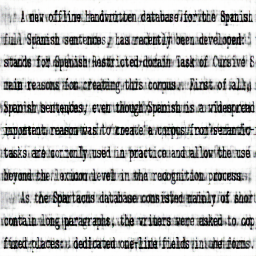 A new offline handwritten database for the Spanish
full Spanish sentences, has recently been developed:
stands for Spanish Restricted-domain Task of Cursive S
main reasons for creating this corpus. First of all,
Spanish sentences, even though Spanish is a widespread
important reason was to create a corpus from semantic-
tasks are commonly used in practice and allow the use
beyond the lexicon level in the recognition process.
As the Spartacus database consisted mainly of short
contain long paragraphs, the writers were asked to cop
fixed places: dedicated one-line fields in the forms.